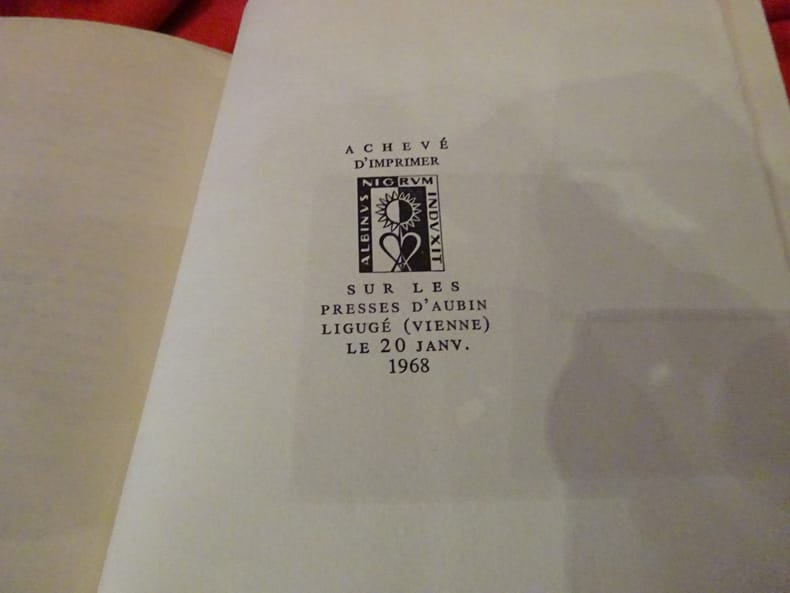 ACHEVÉ
D'IMPRIMER
ALBINVS NIGRVM INDVXIT
SUR LES
PRESSES D'AUBIN
LIGUGÉ (VIENNE)
LE 20 JANV.
1968